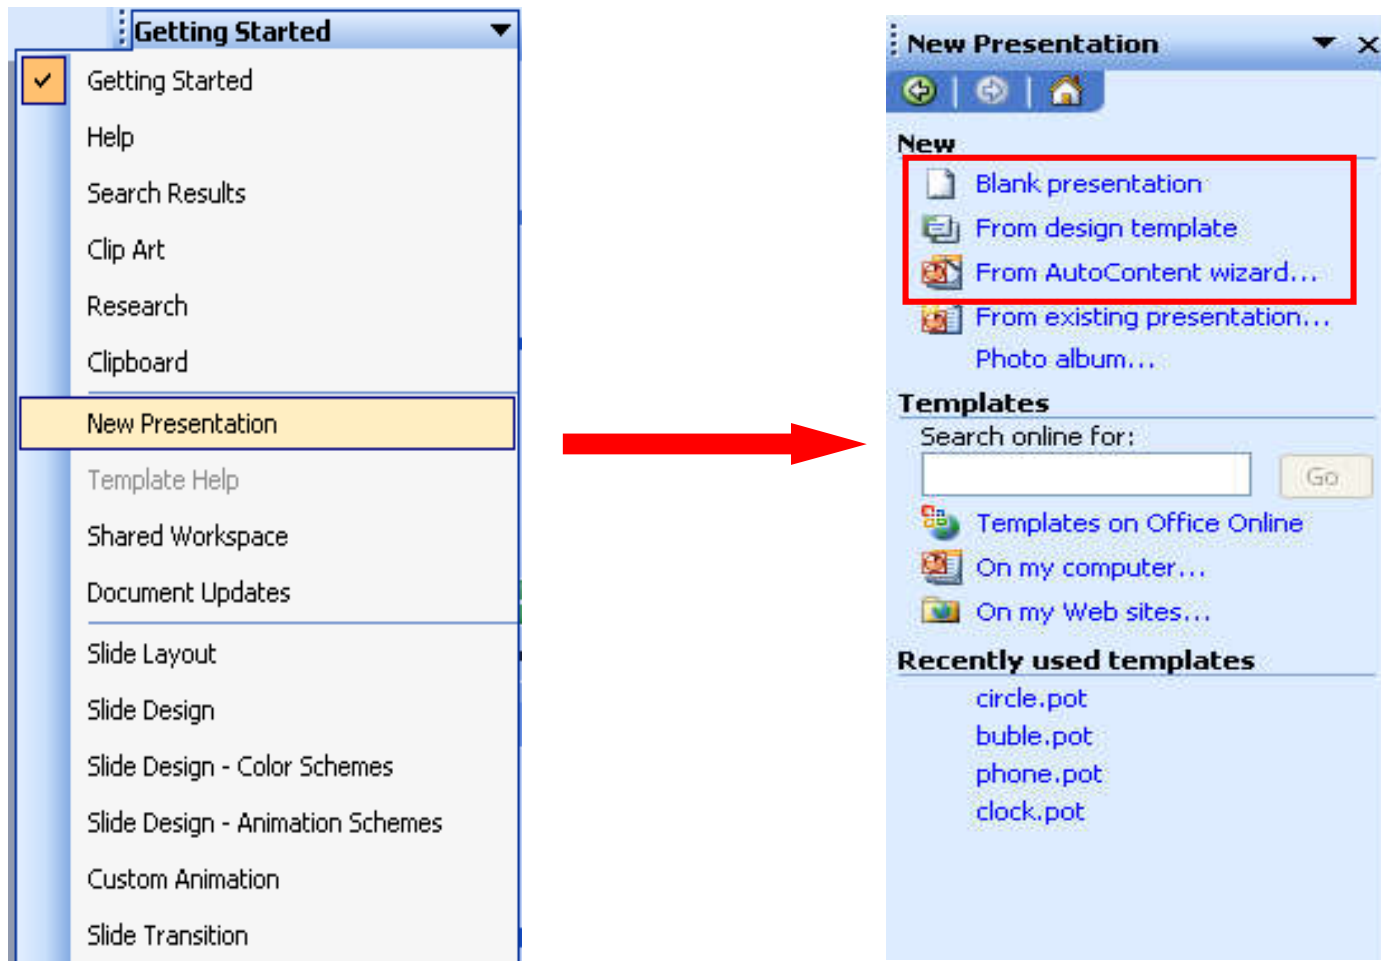 Getting Started
Getting Started
Help
Search Results
Clip Art
Research
Clipboard
New Presentation
Template Help
Shared Workspace
Document Updates
Slide Layout
Slide Design
Slide Design - Color Schemes
Slide Design - Animation Schemes
Custom Animation
Slide Transition
New Presentation
New
Blank presentation
From design template
From AutoContent wizard...
From existing presentation...
Photo album...
Templates
Search online for:
Go
Templates on Office Online
On my computer...
On my Web sites...
Recently used templates
circle.pot
buble.pot
phone.pot
clock.pot